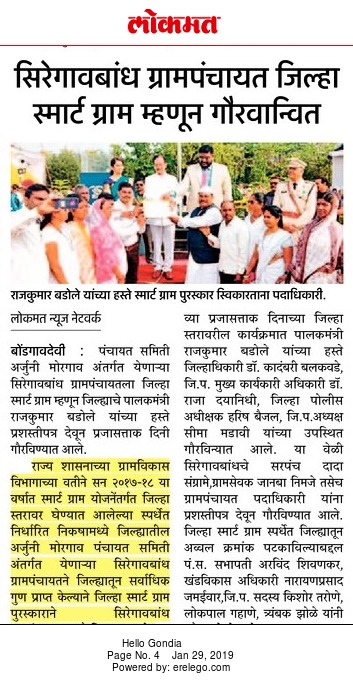 लोकमत
सिरेगावबांध ग्रामपंचायत जिल्हा
स्मार्ट ग्राम म्हणून गौरवान्वित
राजकुमार बडोले यांच्या हस्ते स्मार्ट ग्राम पुरस्कार स्विकारताना पदाधिकारी.
लोकमत न्यूज नेटवर्क
बोंडगावदेवी : पंचायत समिती
अर्जुनी मोरगाव अंतर्गत येणाऱ्या
सिरेगावबांध ग्रामपंचायतला जिल्हा
स्मार्ट ग्राम म्हणून जिल्ह्याचे पालकमंत्री
राजकुमार बडोले यांच्या हस्ते
प्रशस्तीपत्र देवून प्रजासत्ताक दिनी
गौरविण्यात आले.
राज्य शासनाच्या ग्रामविकास
विभागाच्या वतीने सन २०१७-१८ या
वर्षात स्मार्ट ग्राम योजनेंतर्गत जिल्हा
स्तरावर घेण्यात आलेल्या स्पर्धेत
निर्धारित निकषामध्ये जिल्ह्यातील
अर्जुनी मोरगाव पंचायत समिती
अंतर्गत येणाऱ्या सिरेगावबांध
ग्रामपंचायतने जिल्ह्यातून सर्वाधिक
गुण प्राप्त केल्याने जिल्हा स्मार्ट ग्राम
पुरस्काराने सिरेगावबांध
व्या प्रजासत्ताक दिनाच्या जिल्हा
स्तरावरील कार्यक्रमात पालकमंत्री
राजकुमार बडोले यांच्या हस्ते
जिल्हाधिकारी डॉ. कादंबरी बलकवडे,
जि.प. मुख्य कार्यकारी अधिकारी डॉ.
राजा दयानिधी, जिल्हा पोलीस
अधीक्षक हरिष बैजल, जि.प.अध्यक्ष
सीमा मडावी यांच्या उपस्थित
गौरविन्यात आले. या वेळी
सिरेगावबांधचे सरपंच दादा
संग्रामे,ग्रामसेवक जानबा निमजे तसेच
ग्रामपंचायत पदाधिकारी यांना
प्रशस्तीपत्र देवून गौरविण्यात आले.
जिल्हा स्मार्ट ग्राम स्पर्धेत जिल्ह्यातून
अव्वल क्रमांक पटकाविल्याबद्दल
पं.स. सभापती अरविंद शिवणकर,
खंडविकास अधिकारी नारायणप्रसाद
जमईवार,जि.प. सदस्य किशोर तरोणे,
लोकपाल गहाणे, त्र्यंबक झोळे यांनी
Hello Gondia
Page No. 4 Jan 29, 2019
Powered by: erelego.com